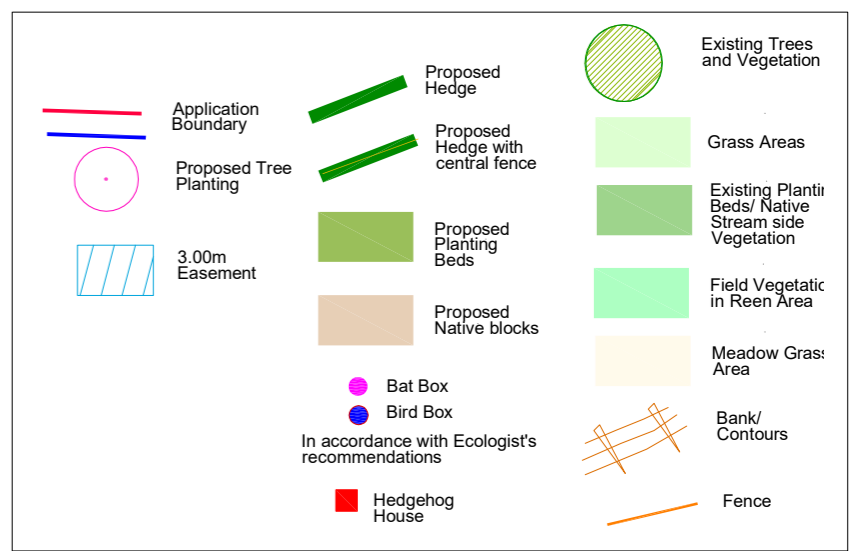 Application
Boundary
Proposed Tree
Planting
3.00m
Easement
Proposed
Hedge
Proposed
Hedge with
central fence
Proposed
Planting
Beds
Proposed
Native blocks
Bat Box
Bird Box
In accordance with Ecologist's
recommendations
Hedgehog
House
Existing Trees
and Vegetation
Grass Areas
Existing Plantin
Beds/ Native
Stream side
Vegetation
Field Vegetatio
in Reen Area
Meadow Grass
Area
Bank/
Contours
Fence